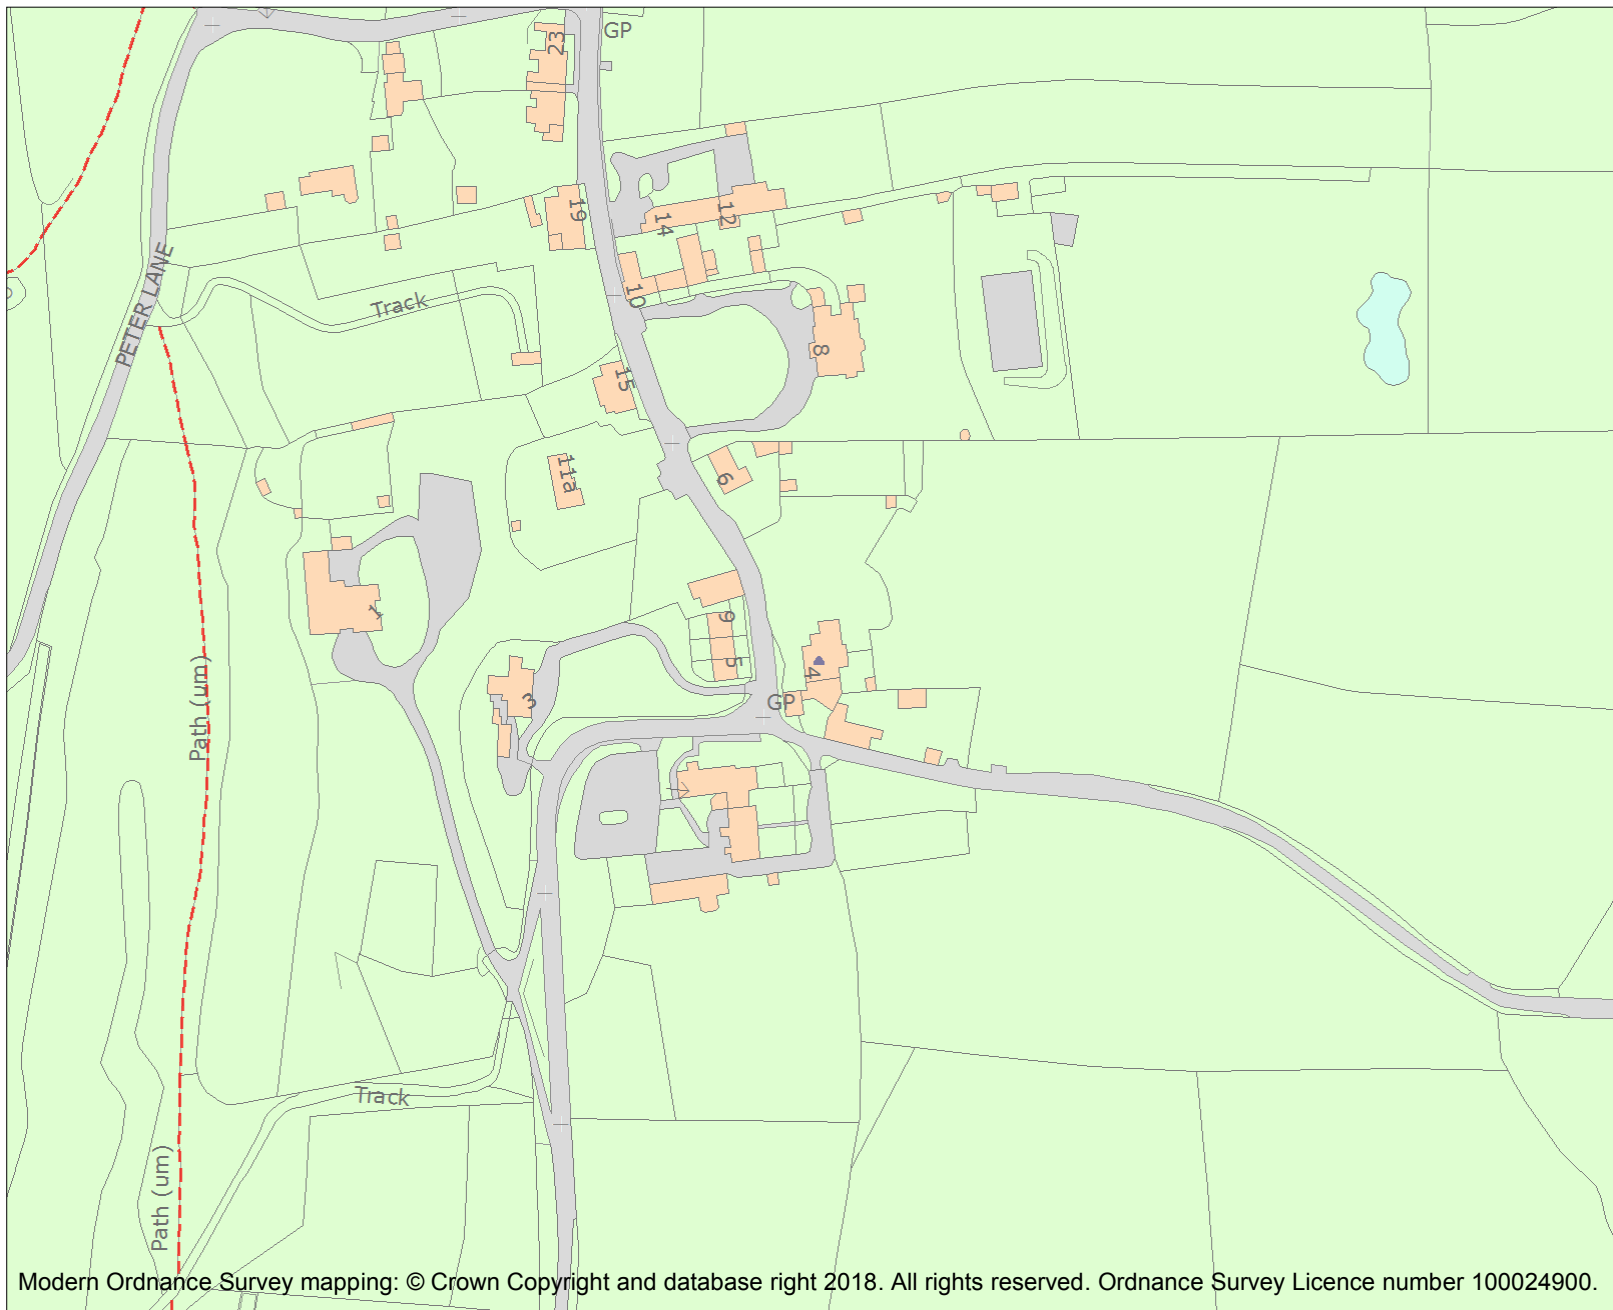 GP
23
19
14
12
PETER LANE
Track
10
8
15
11a
6
1
9
5
4
3
GP
Path (um)
Track
Path (um)
Modern Ordnance Survey mapping: © Crown Copyright and database right 2018. All rights reserved. Ordnance Survey Licence number 100024900.